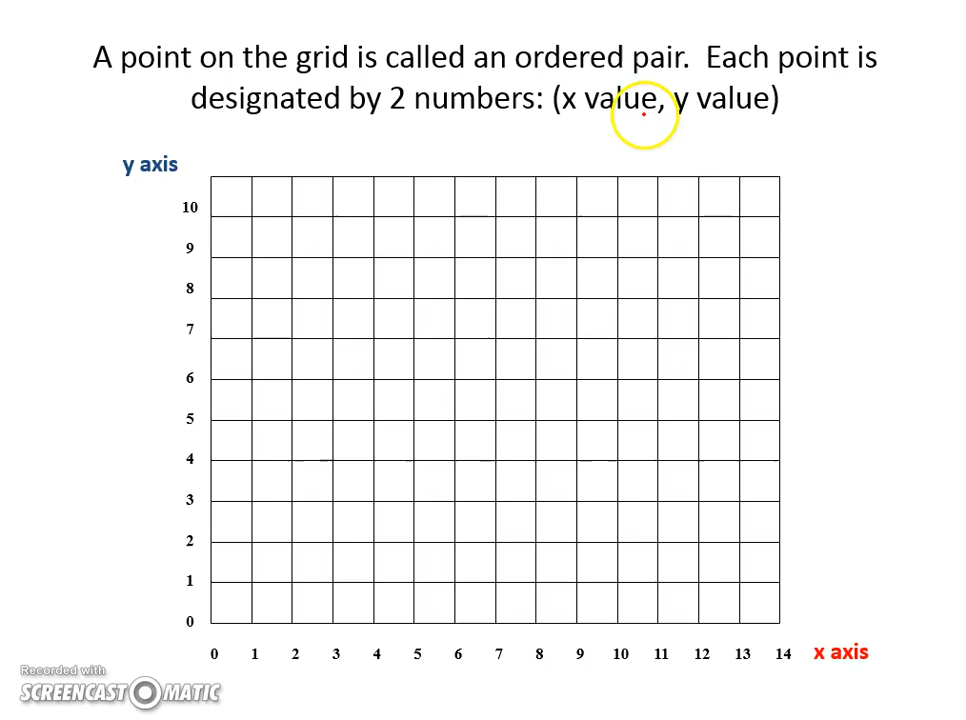 A point on the grid is called an ordered pair.  Each point is
designated by 2 numbers: (x value, y value)
y axis
10
9
8
7
6
5
4
3
2
1
0
0 1 2 3 4 5 6 7 8 9 10 11 12 13 14 x axis
Recorded with
SCREENCAST-O-MATIC